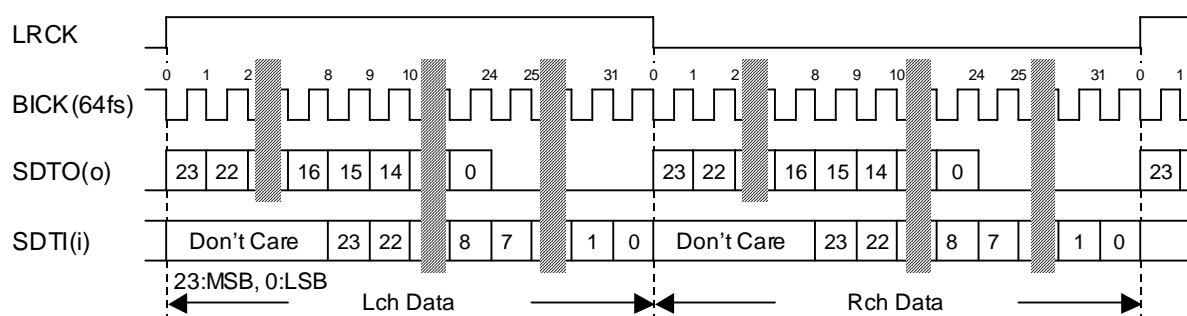 LRCK
0 1 2 8 9 10 24 25 31 0 1 2 8 9 10 24 25 31 0 1
BICK(64fs)
SDTO(o) 23 22 16 15 14 0 23 22 16 15 14 0 23
SDTI(i) Don't Care 23 22 8 7 1 0 Don't Care 23 22 8 7 1 0
23:MSB, 0:LSB
Lch Data Rch Data